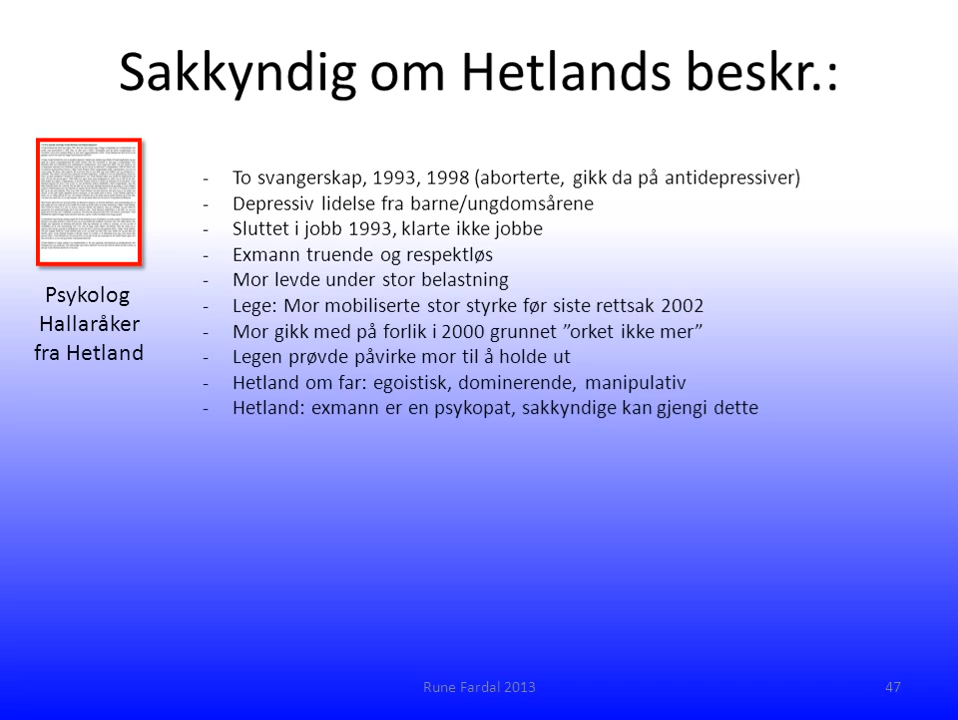 Sakkyndig om Hetlands beskr.:
Psykolog
Hallaråker
fra Hetland
- To svangerskap, 1993, 1998 (aborterte, gikk da på antidepressiver)
- Depressiv lidelse fra barne/ungdomsårene
- Sluttet i jobb 1993, klarte ikke jobbe
- Exmann truende og respektløs
- Mor levde under stor belastning
- Lege: Mor mobiliserte stor styrke før siste rettsak 2002
- Mor gikk med på forlik i 2000 grunnet ”orket ikke mer”
- Legen prøvde påvirke mor til å holde ut
- Hetland om far: egoistisk, dominerende, manipulativ
- Hetland: exmann er en psykopat, sakkyndige kan gjengi dette
Rune Fardal 2013
47